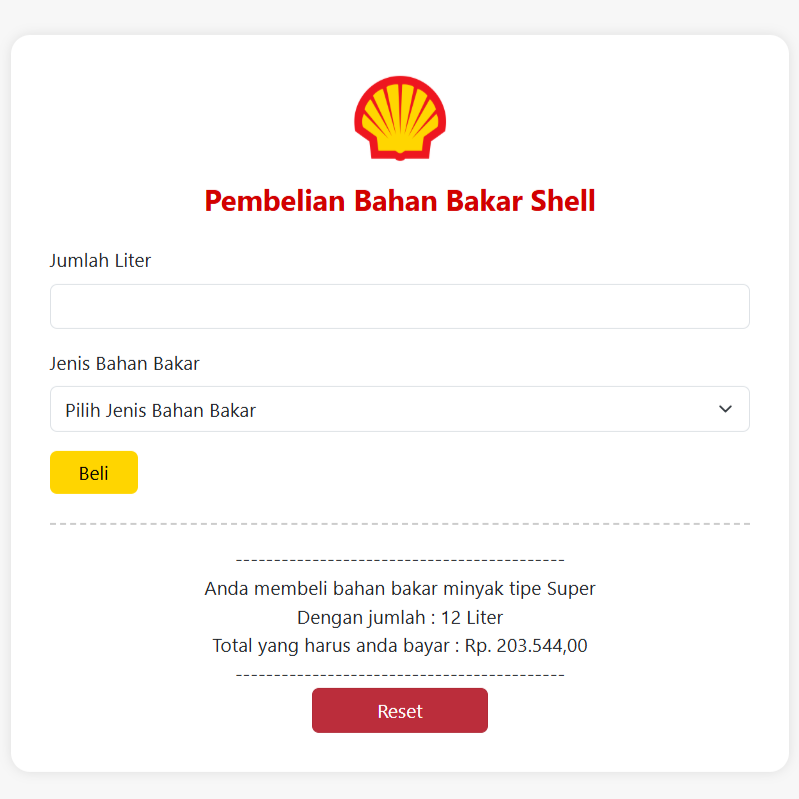 Pembelian Bahan Bakar Shell
Jumlah Liter
Jenis Bahan Bakar
Pilih Jenis Bahan Bakar
Beli
-------------------------------------------
Anda membeli bahan bakar minyak tipe Super
Dengan jumlah : 12 Liter
Total yang harus anda bayar : Rp. 203.544,00
-------------------------------------------
Reset